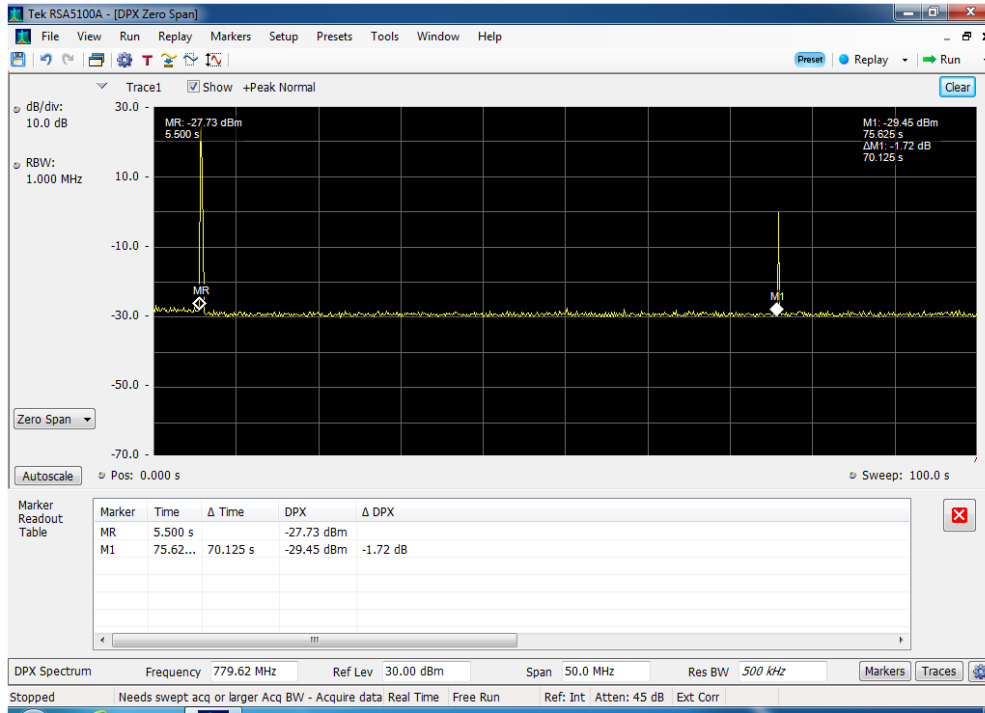 Tek RSA5100A - [DPX Zero Span]
File View Run Replay Markers Setup Presets Tools Window Help
T Preset Replay Run
Trace1 Show +Peak Normal Clear
dB/div: 30.0 -
10.0 dB
MR: -27.73 dBm
5.500 s
M1: -29.45 dBm
75.625 s
ΔM1: -1.72 dB
70.125 s
RBW:
1.000 MHz
10.0 -
-10.0 -
MR
M1
-30.0 -
-50.0 -
Zero Span
-70.0 -
Autoscale Pos: 0.000 s Sweep: 100.0 s
Marker
Readout
Table
Marker Time Δ Time DPX Δ DPX
MR 5.500 s -27.73 dBm
M1 75.62... 70.125 s -29.45 dBm -1.72 dB
DPX Spectrum Frequency 779.62 MHz Ref Lev 30.00 dBm Span 50.0 MHz Res BW 500 kHz Markers Traces
Stopped Needs swept acq or larger Acq BW - Acquire data Real Time Free Run Ref: Int Atten: 45 dB Ext Corr